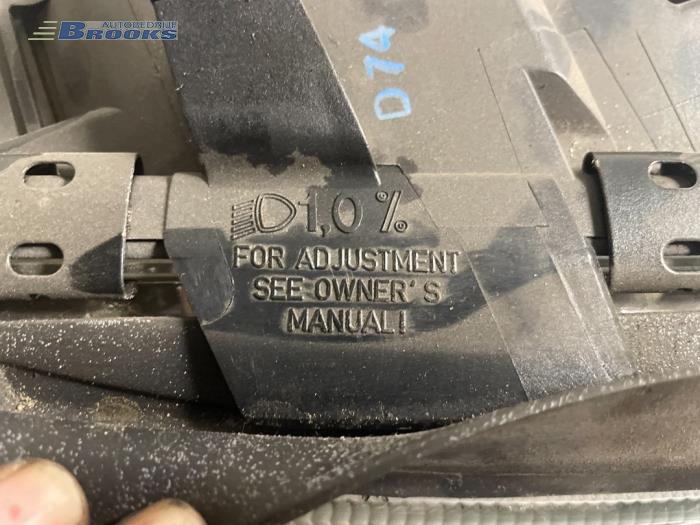 AUTOBEDRIJF
BROOKS
D74
1,0 %
FOR ADJUSTMENT
SEE OWNER'S
MANUAL!